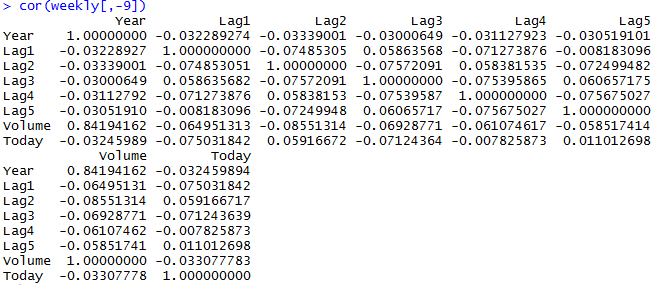 > cor(weekly[,-9])
Year Lag1 Lag2 Lag3 Lag4 Lag5
Year 1.00000000 -0.032289274 -0.03339001 -0.03000649 -0.031127923 -0.030519101
Lag1 -0.03228927 1.000000000 -0.07485305 0.05863568 -0.071273876 -0.008183096
Lag2 -0.03339001 -0.074853051 1.00000000 -0.07572091 0.058381535 -0.072499482
Lag3 -0.03000649 0.058635682 -0.07572091 1.00000000 -0.075395865 0.060657175
Lag4 -0.03112792 -0.071273876 0.05838153 -0.07539587 1.000000000 -0.075675027
Lag5 -0.03051910 -0.008183096 -0.07249948 0.06065717 -0.075675027 1.000000000
Volume 0.84194162 -0.064951313 -0.08551314 -0.06928771 -0.061074617 -0.058517414
Today -0.03245989 -0.075031842 0.05916672 -0.07124364 -0.007825873 0.011012698
Volume Today
Year 0.84194162 -0.032459894
Lag1 -0.06495131 -0.075031842
Lag2 -0.08551314 0.059166717
Lag3 -0.06928771 -0.071243639
Lag4 -0.06107462 -0.007825873
Lag5 -0.05851741 0.011012698
Volume 1.00000000 -0.033077783
Today -0.03307778 1.000000000